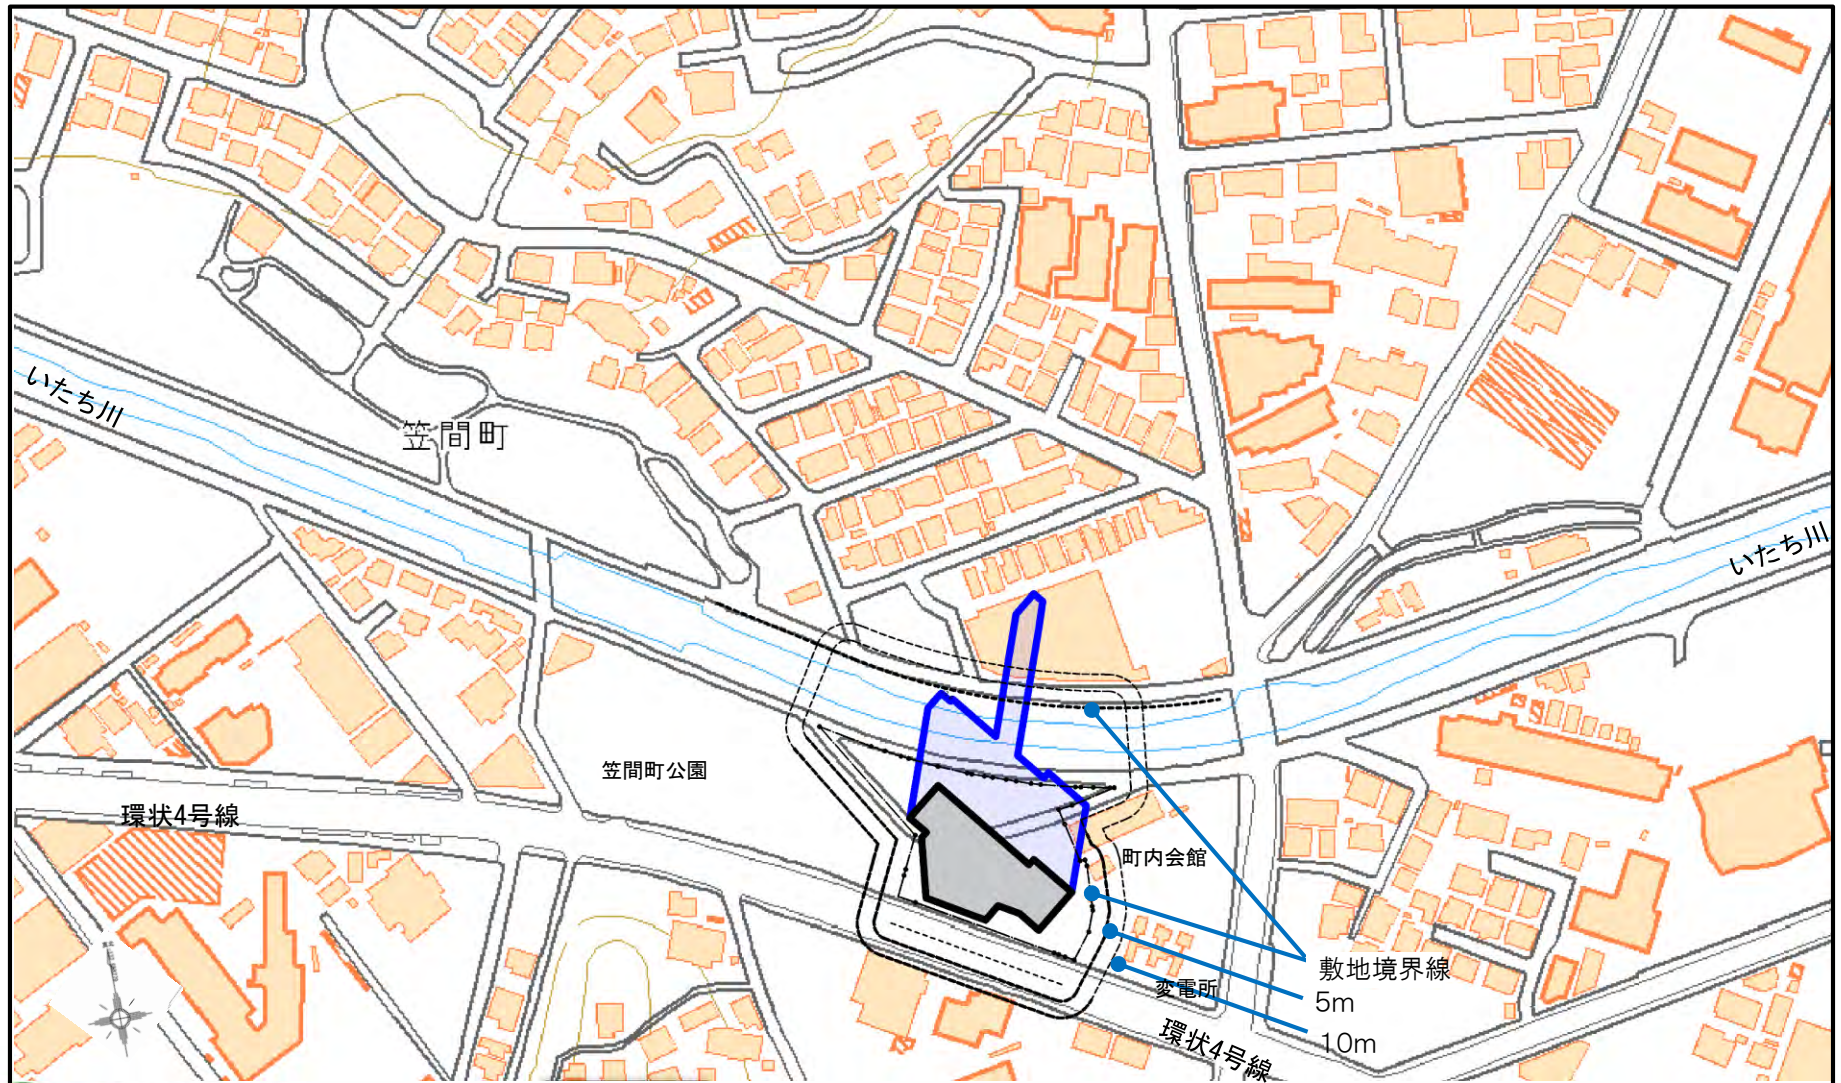 いたち川
笠間町
いたち川
笠間町公園
環状4号線
町内会館
敷地境界線
変電所
5m
環状4号線
10m